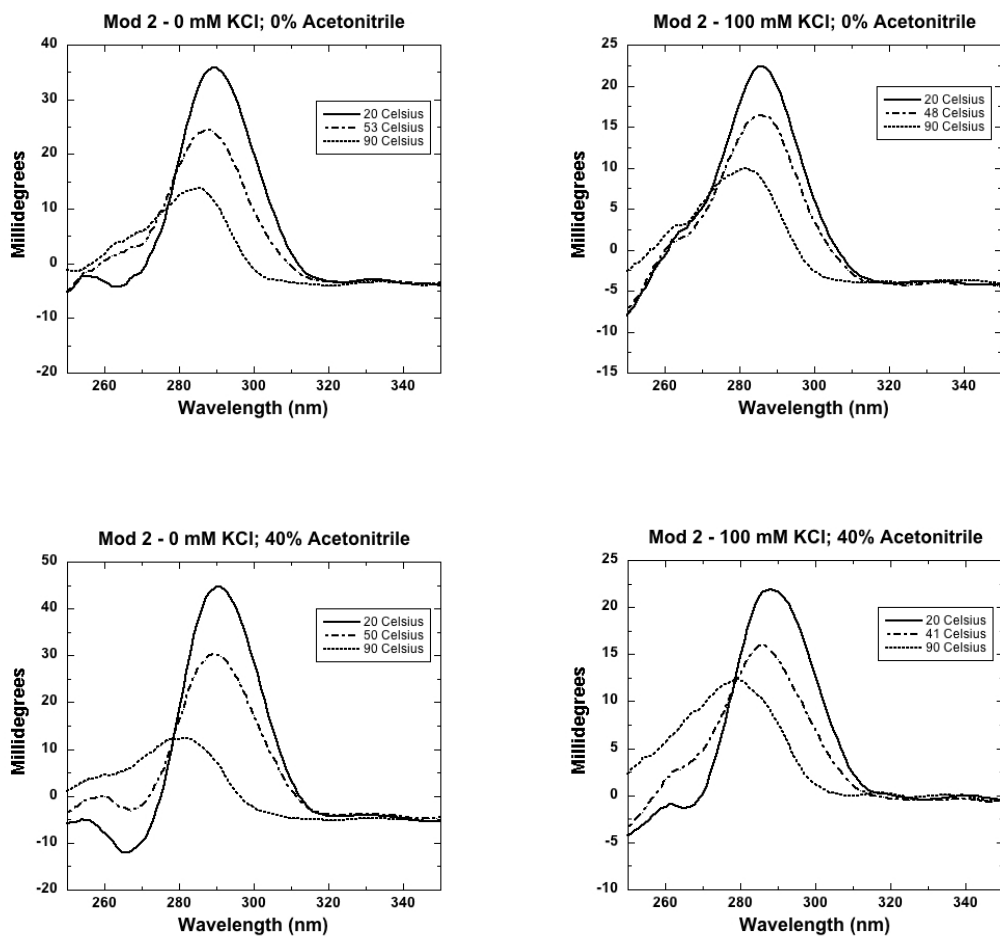 Mod 2 - 0 mM KCl; 0% Acetonitrile
40
30
20
10
0
-10
-20
Millidegrees
20 Celsius
53 Celsius
90 Celsius
260 280 300 320 340
Wavelength (nm)
Mod 2 - 100 mM KCl; 0% Acetonitrile
25
20
15
10
5
0
-5
-10
-15
Millidegrees
20 Celsius
48 Celsius
90 Celsius
260 280 300 320 340
Wavelength (nm)
Mod 2 - 0 mM KCl; 40% Acetonitrile
50
40
30
20
10
0
-10
-20
Millidegrees
20 Celsius
50 Celsius
90 Celsius
260 280 300 320 340
Wavelength (nm)
Mod 2 - 100 mM KCl; 40% Acetonitrile
25
20
15
10
5
0
-5
-10
Millidegrees
20 Celsius
41 Celsius
90 Celsius
260 280 300 320 340
Wavelength (nm)